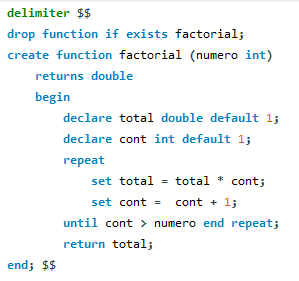 delimiter $$
drop function if exists factorial;
create function factorial (numero int)
    returns double
    begin
        declare total double default 1;
        declare cont int default 1;
        repeat
            set total = total * cont;
            set cont =  cont + 1;
        until cont > numero end repeat;
        return total;
end; $$